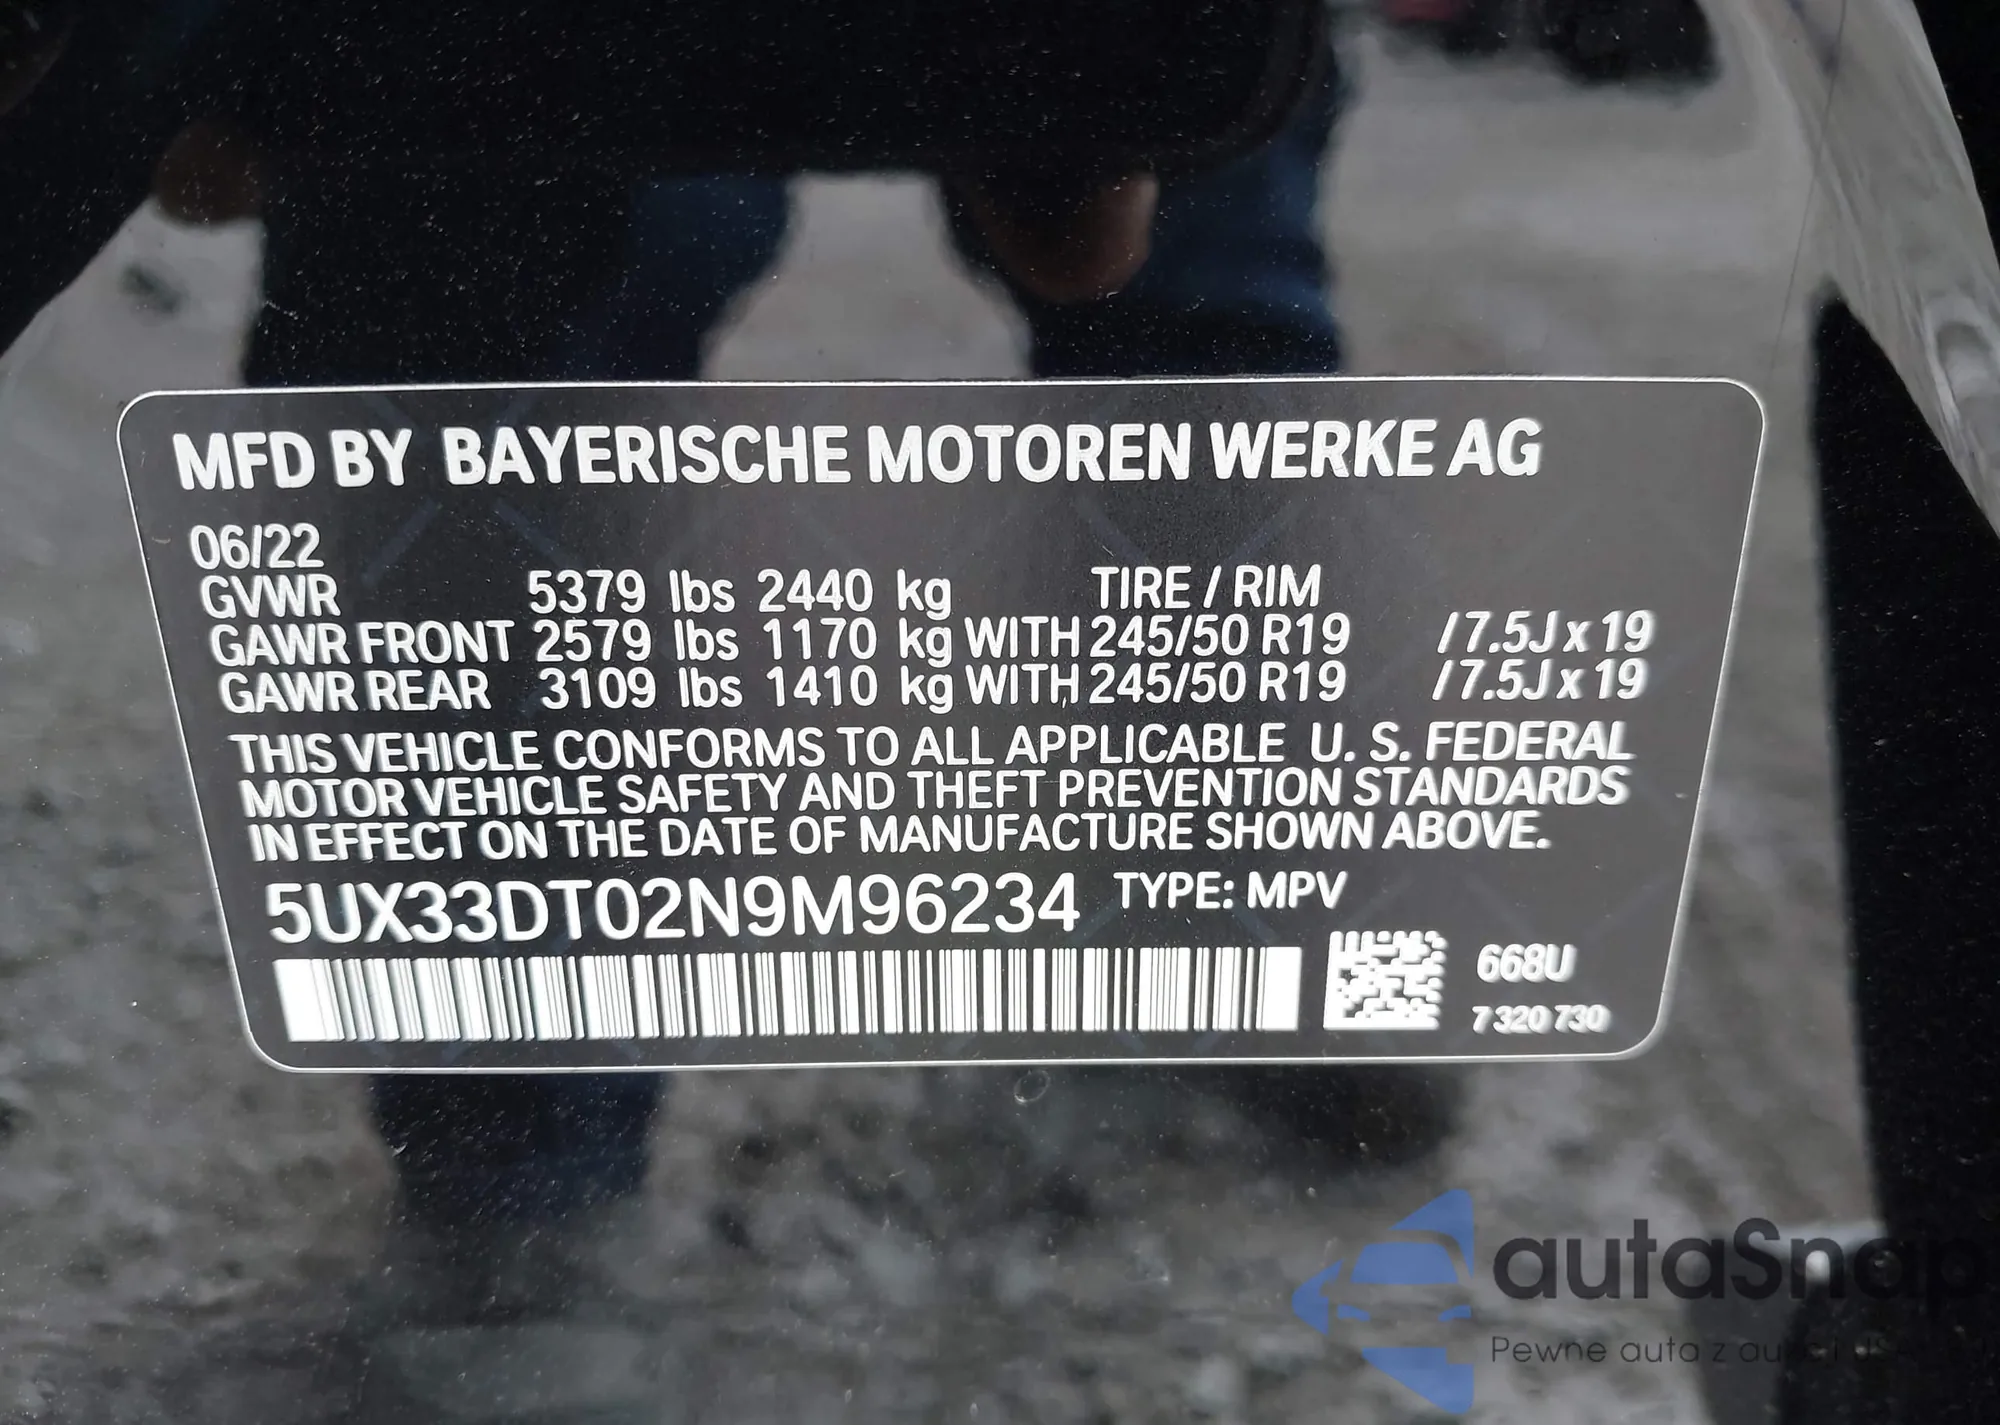 MFD BY BAYERISCHE MOTOREN WERKE AG
06/22
GVWR 5379 lbs 2440 kg TIRE / RIM
GAWR FRONT 2579 lbs 1170 kg WITH 245/50 R19 / 7.5J x 19
GAWR REAR 3109 lbs 1410 kg WITH 245/50 R19 / 7.5J x 19
THIS VEHICLE CONFORMS TO ALL APPLICABLE U. S. FEDERAL
MOTOR VEHICLE SAFETY AND THEFT PREVENTION STANDARDS
IN EFFECT ON THE DATE OF MANUFACTURE SHOWN ABOVE.
5UX33DT02N9M96234 TYPE: MPV
668U
7 320 730
autaSnap
Pewne auta z